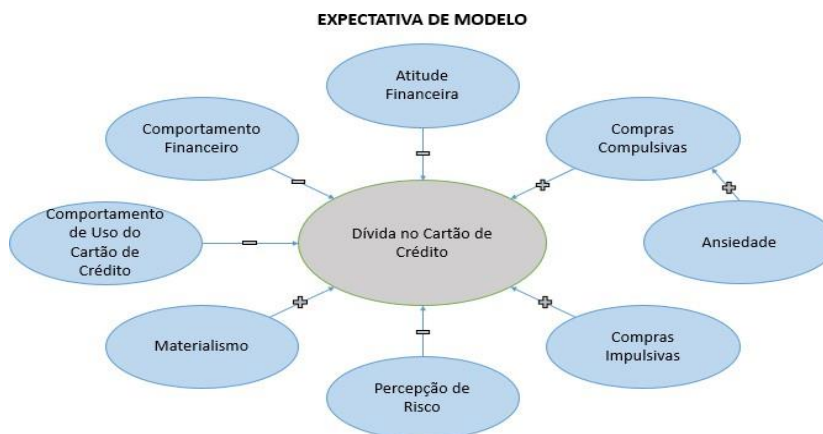 EXPECTATIVA DE MODELO
Atitude
Financeira
Comportamento
Financeiro
Compras
Compulsivas
Comportamento
de Uso do
Cartão de
Crédito
Dívida no Cartão de
Crédito
Ansiedade
Materialismo
Compras
Impulsivas
Percepção de
Risco